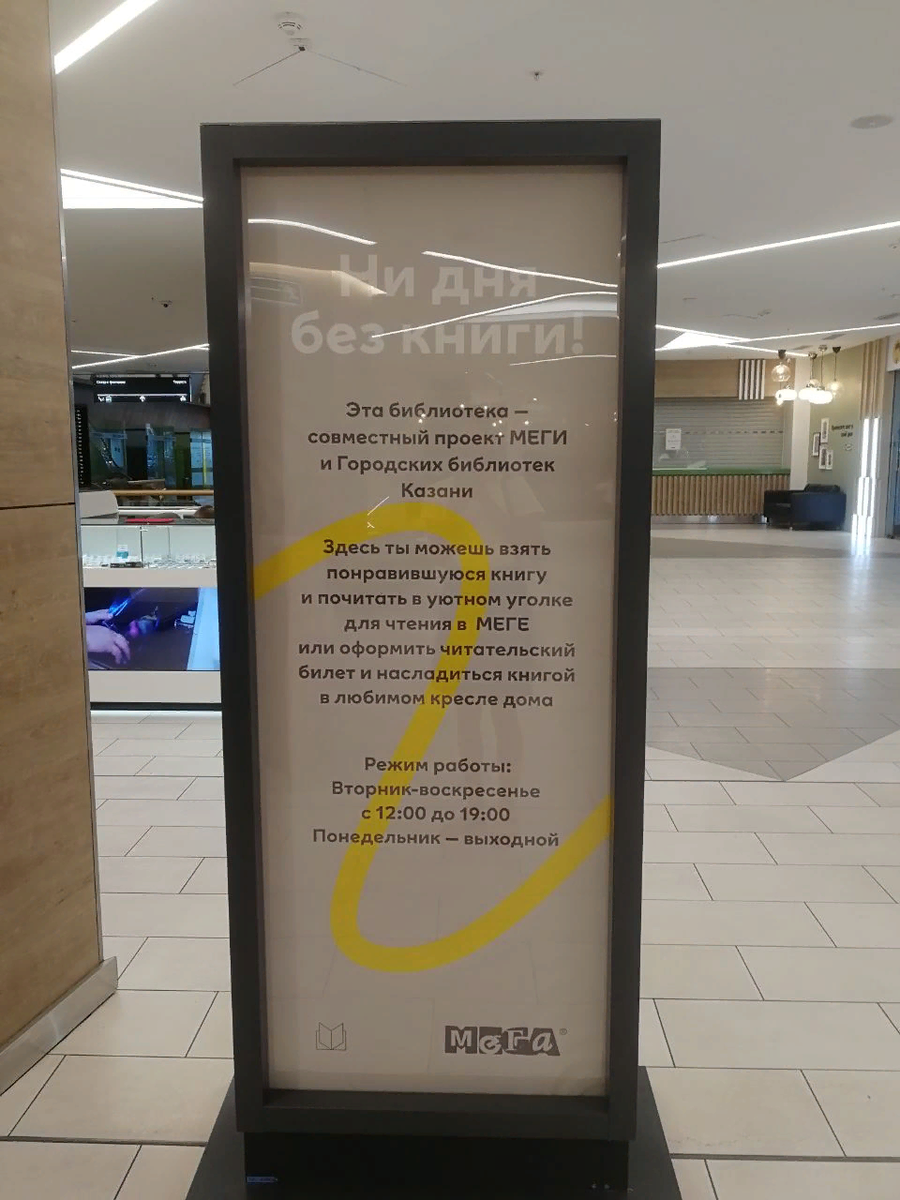 Ни дня
без книги!
Эта библиотека —
совместный проект МЕГИ
и Городских библиотек
Казани
Здесь ты можешь взять
понравившуюся книгу
и почитать в уютном уголке
для чтения в МЕГЕ
или оформить читательский
билет и насладиться книгой
в любимом кресле дома
Режим работы:
Вторник-воскресенье
с 12:00 до 19:00
Понедельник — выходной
Мега®